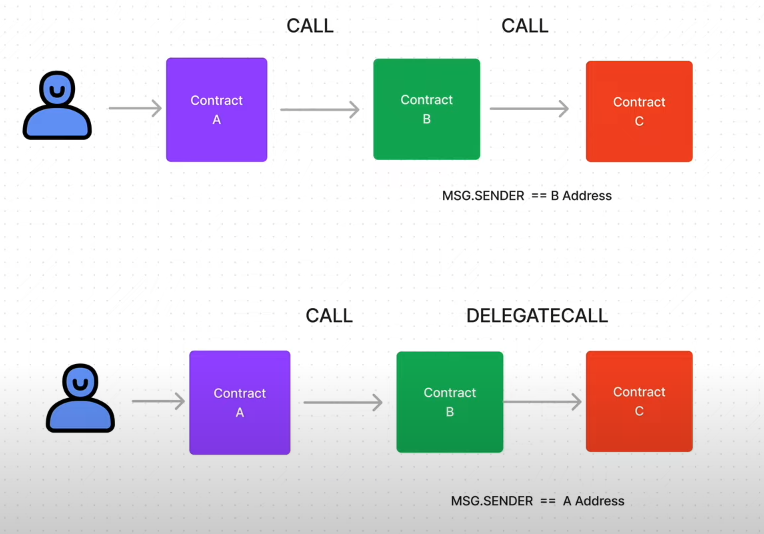 CALL
CALL
Contract
A
Contract
B
Contract
C
MSG.SENDER == B Address
CALL
DELEGATECALL
Contract
A
Contract
B
Contract
C
MSG.SENDER == A Address